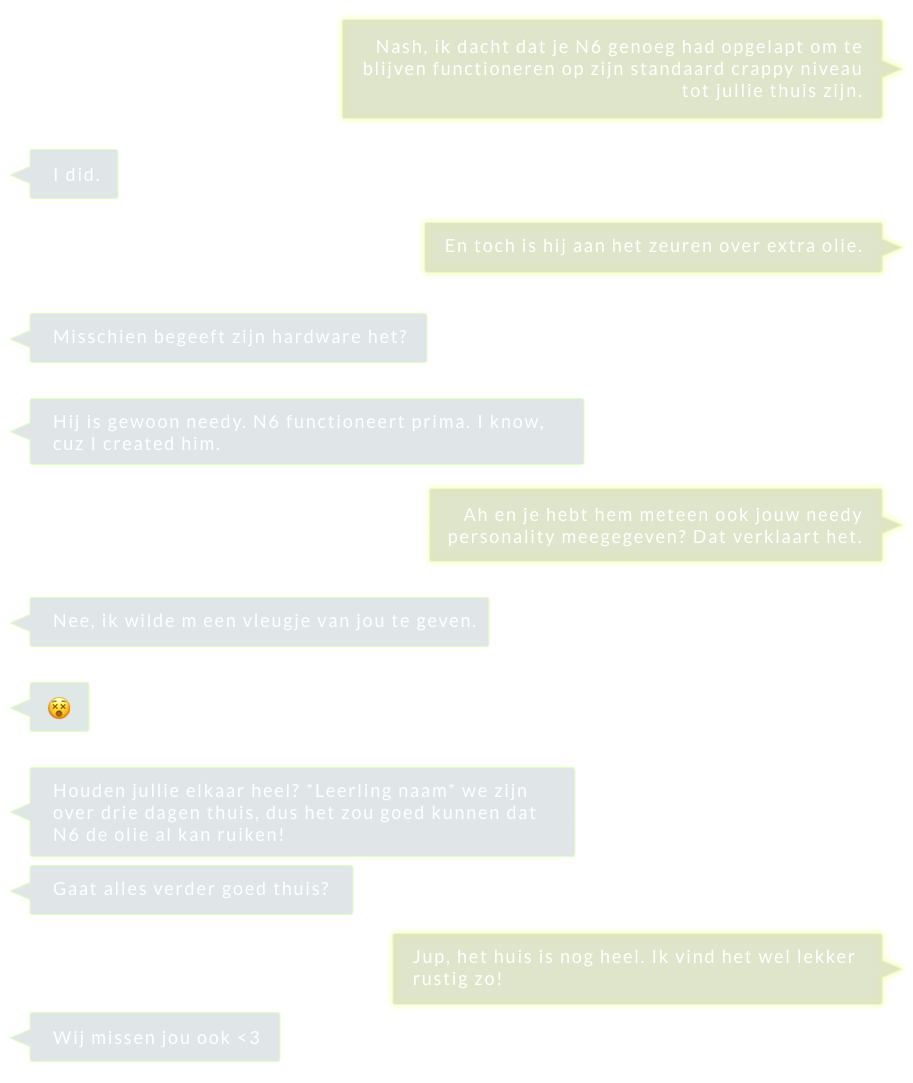 Nash, ik dacht dat je N6 genoeg had opgelapt om te
blijven functioneren op zijn standaard crappy niveau
tot jullie thuis zijn.
I did.
En toch is hij aan het zeuren over extra olie.
Misschien begeeft zijn hardware het?
Hij is gewoon needy. N6 functioneert prima. I know,
cuz I created him.
Ah en je hebt hem meteen ook jouw needy
personality meegegeven? Dat verklaart het.
Nee, ik wilde m een vleugje van jou te geven.
😵
Houden jullie elkaar heel? *Leerling naam* we zijn
over drie dagen thuis, dus het zou goed kunnen dat
N6 de olie al kan ruiken!
Gaat alles verder goed thuis?
Jup, het huis is nog heel. Ik vind het wel lekker
rustig zo!
Wij missen jou ook <3